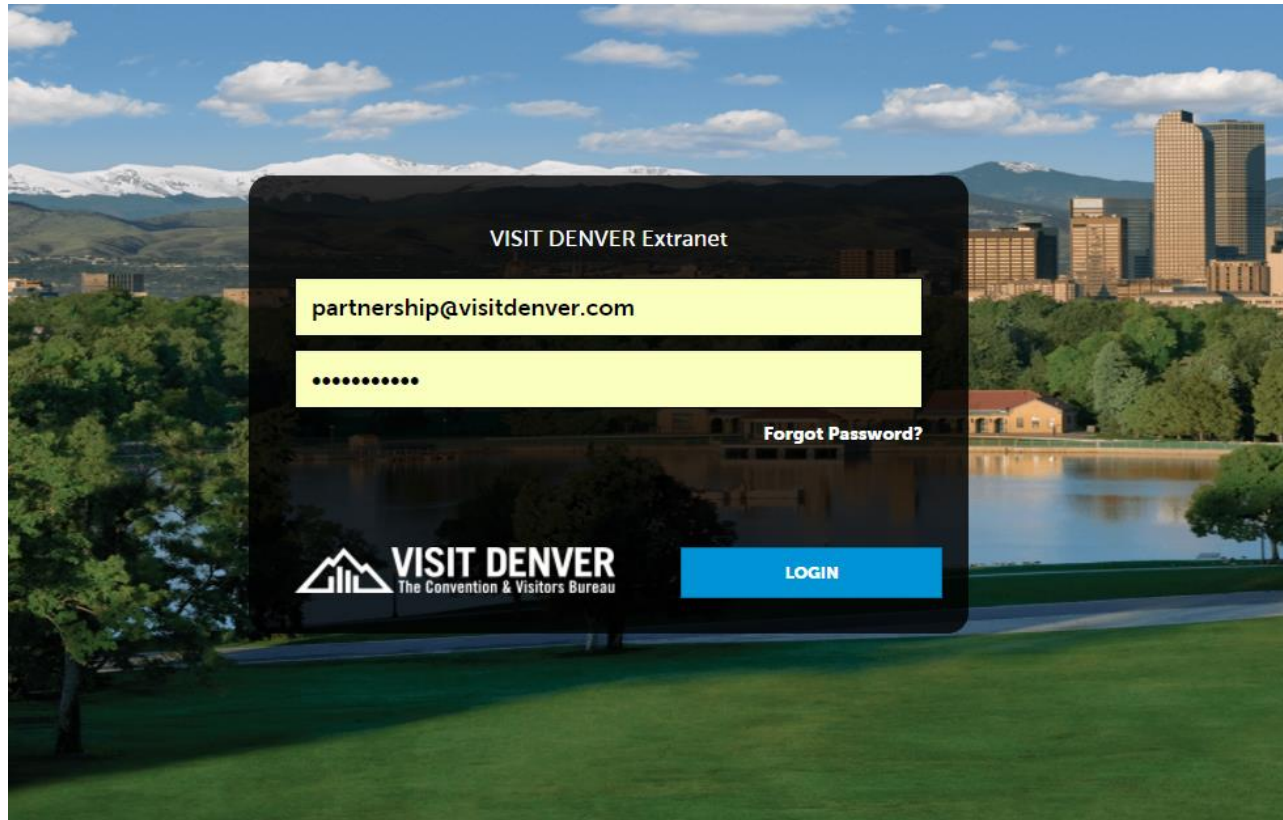 VISIT DENVER Extranet
partnership@visitdenver.com
•••••••••••
Forgot Password?
VISIT DENVER
The Convention & Visitors Bureau
LOGIN